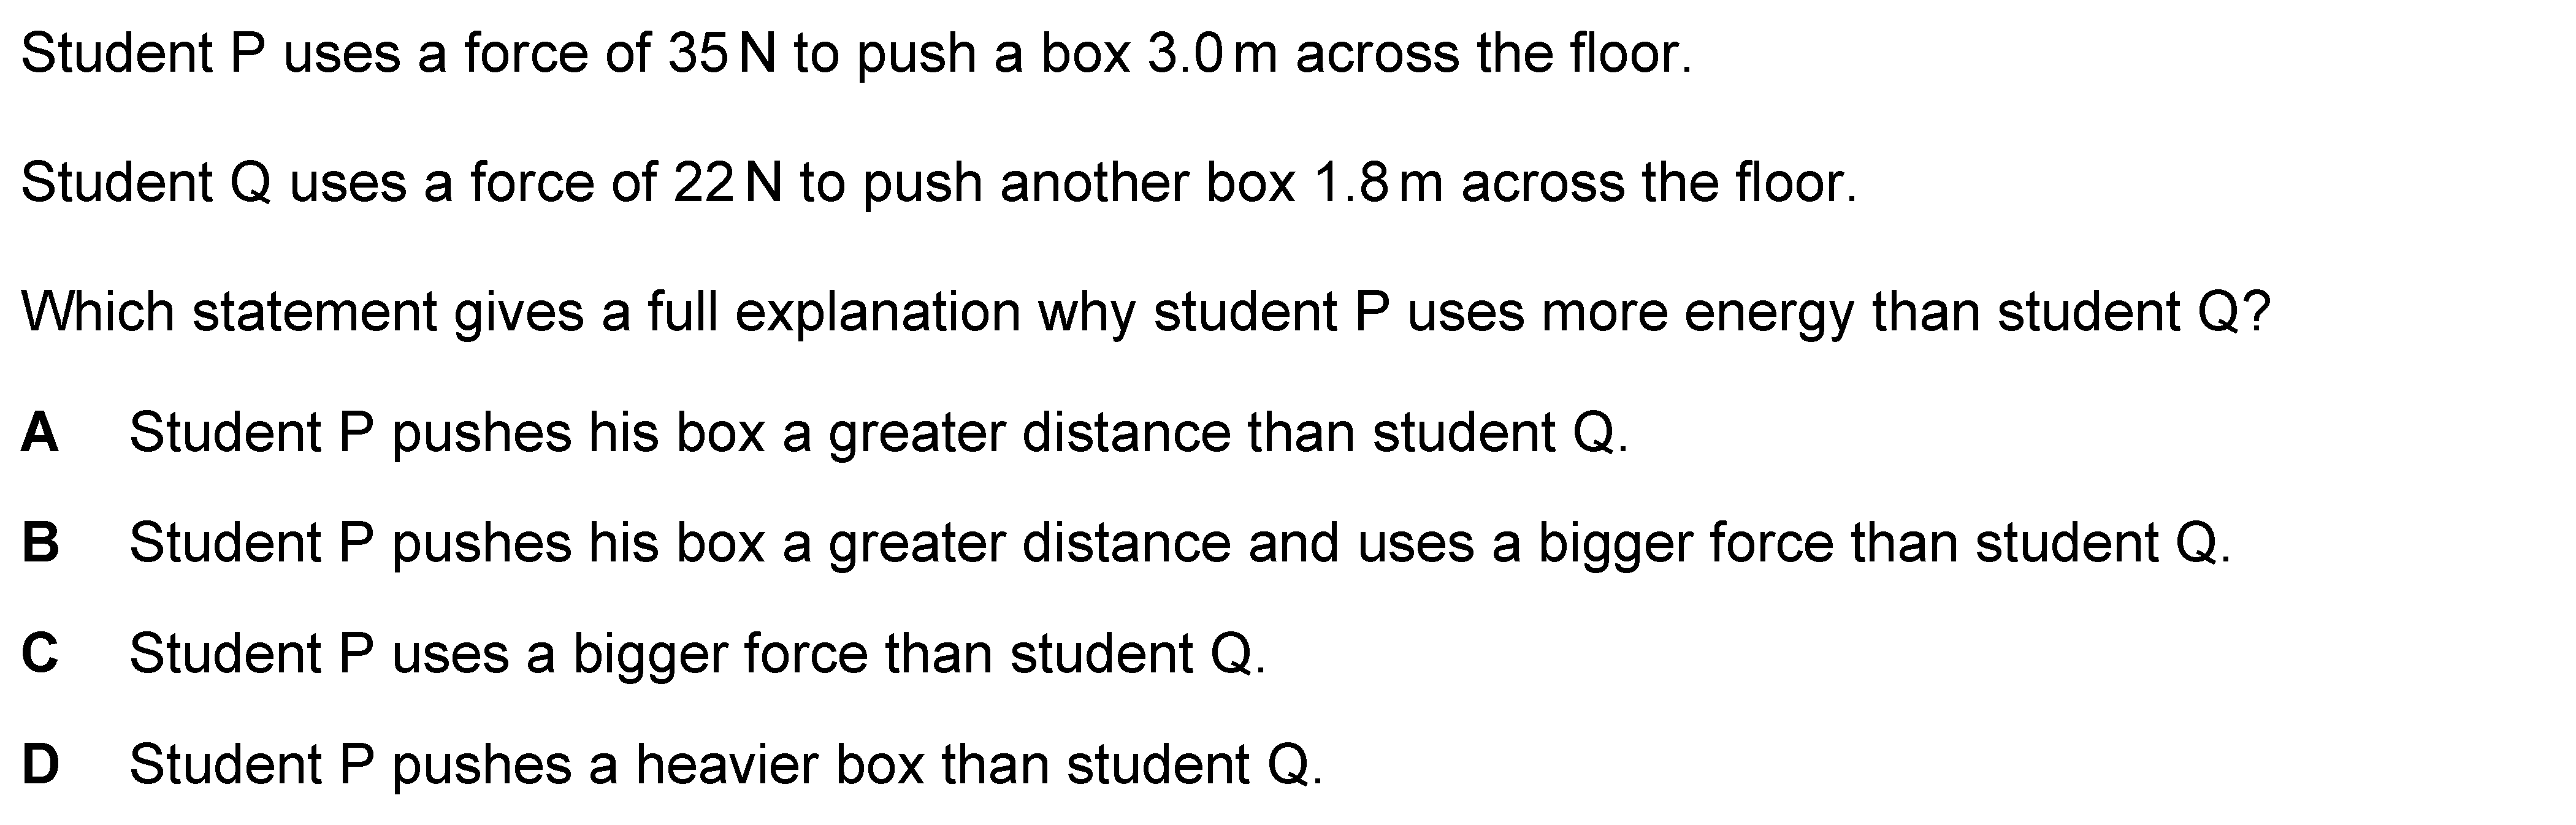 Student P uses a force of 35 N to push a box 3.0 m across the floor.
Student Q uses a force of 22 N to push another box 1.8 m across the floor.
Which statement gives a full explanation why student P uses more energy than student Q?
A Student P pushes his box a greater distance than student Q.
B Student P pushes his box a greater distance and uses a bigger force than student Q.
C Student P uses a bigger force than student Q.
D Student P pushes a heavier box than student Q.